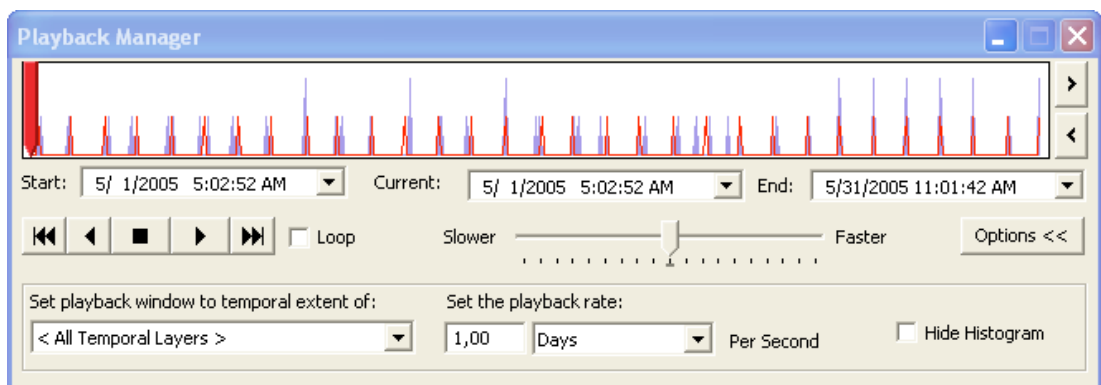 Playback Manager
Start: 5/ 1/2005 5:02:52 AM Current: 5/ 1/2005 5:02:52 AM End: 5/31/2005 11:01:42 AM
Loop Slower Faster Options <<
Set playback window to temporal extent of: Set the playback rate:
< All Temporal Layers > 1,00 Days Per Second Hide Histogram